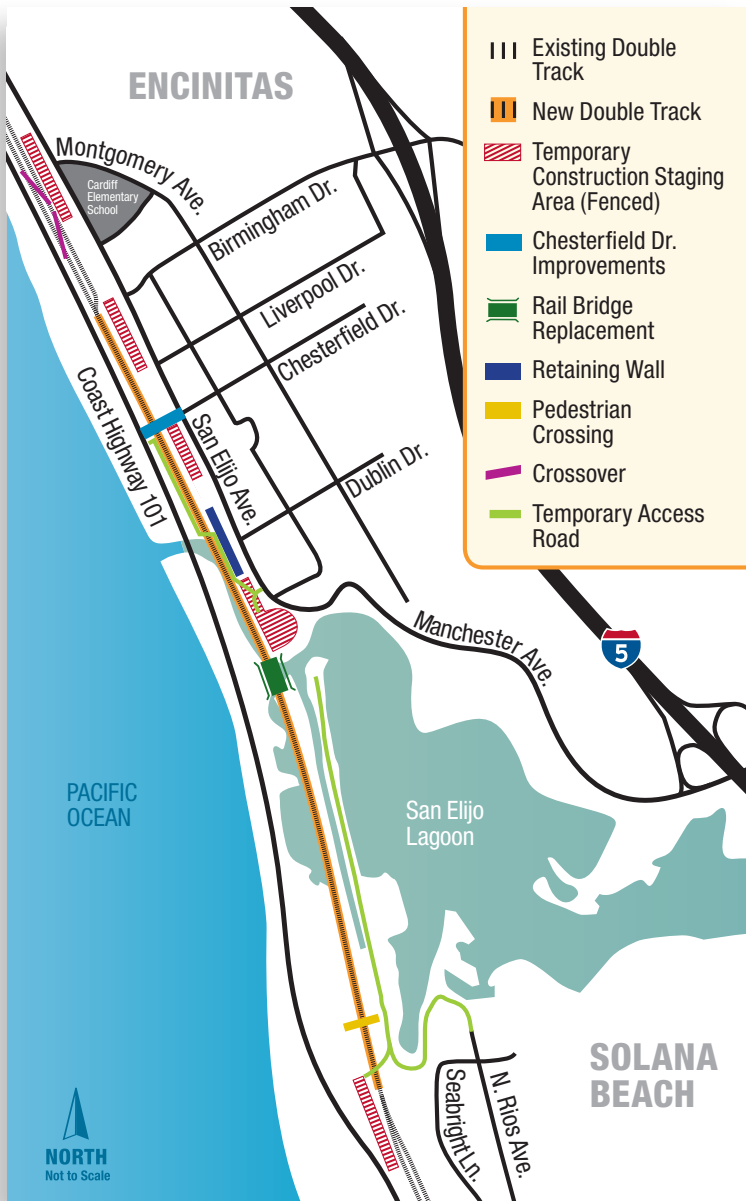 ENCINITAS
Existing Double
Track
New Double Track
Temporary
Construction Staging
Area (Fenced)
Chesterfield Dr.
Improvements
Rail Bridge
Replacement
Retaining Wall
Pedestrian
Crossing
Crossover
Temporary Access
Road
Montgomery Ave.
Cardiff
Elementary
School
Birmingham Dr.
Liverpool Dr.
Chesterfield Dr.
Coast Highway 101
San Elijo Ave.
Dublin Dr.
Manchester Ave.
5
PACIFIC
OCEAN
San Elijo
Lagoon
SOLANA
BEACH
Seabright Ln.
N. Rios Ave.
NORTH
Not to Scale